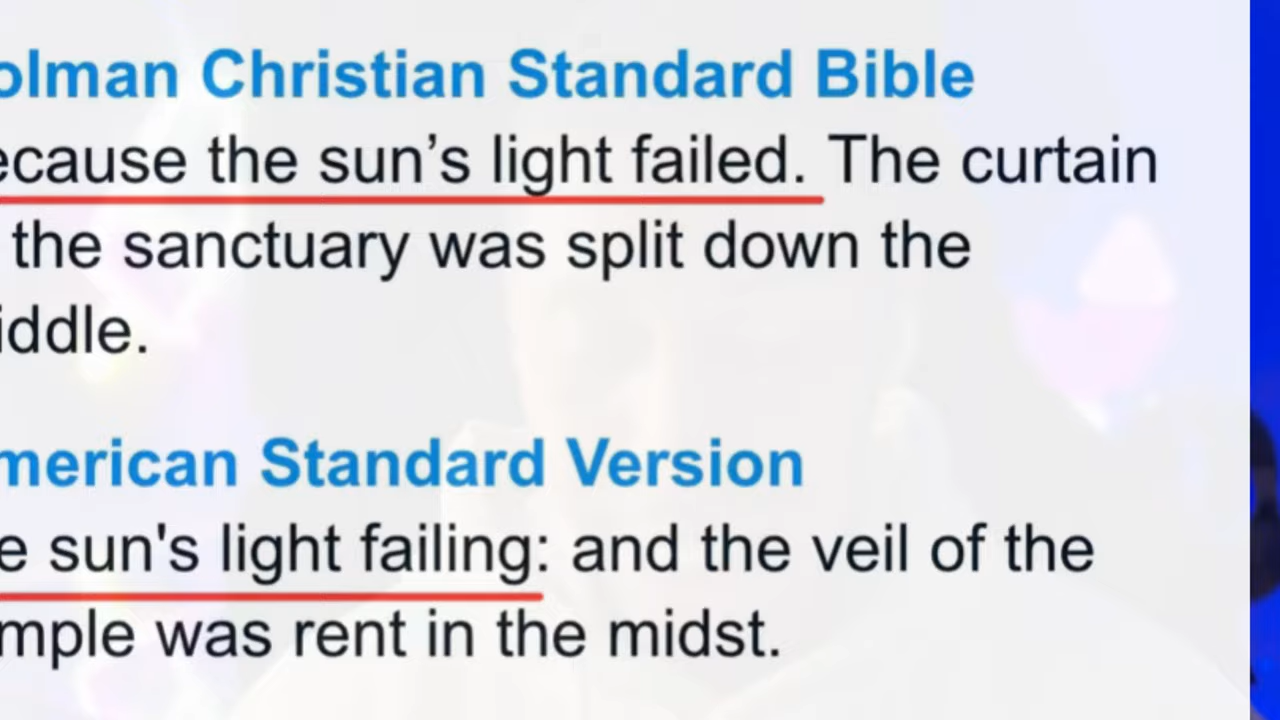 olman Christian Standard Bible
ecause the sun’s light failed. The curtain
the sanctuary was split down the
iddle.
merican Standard Version
e sun's light failing: and the veil of the
mple was rent in the midst.